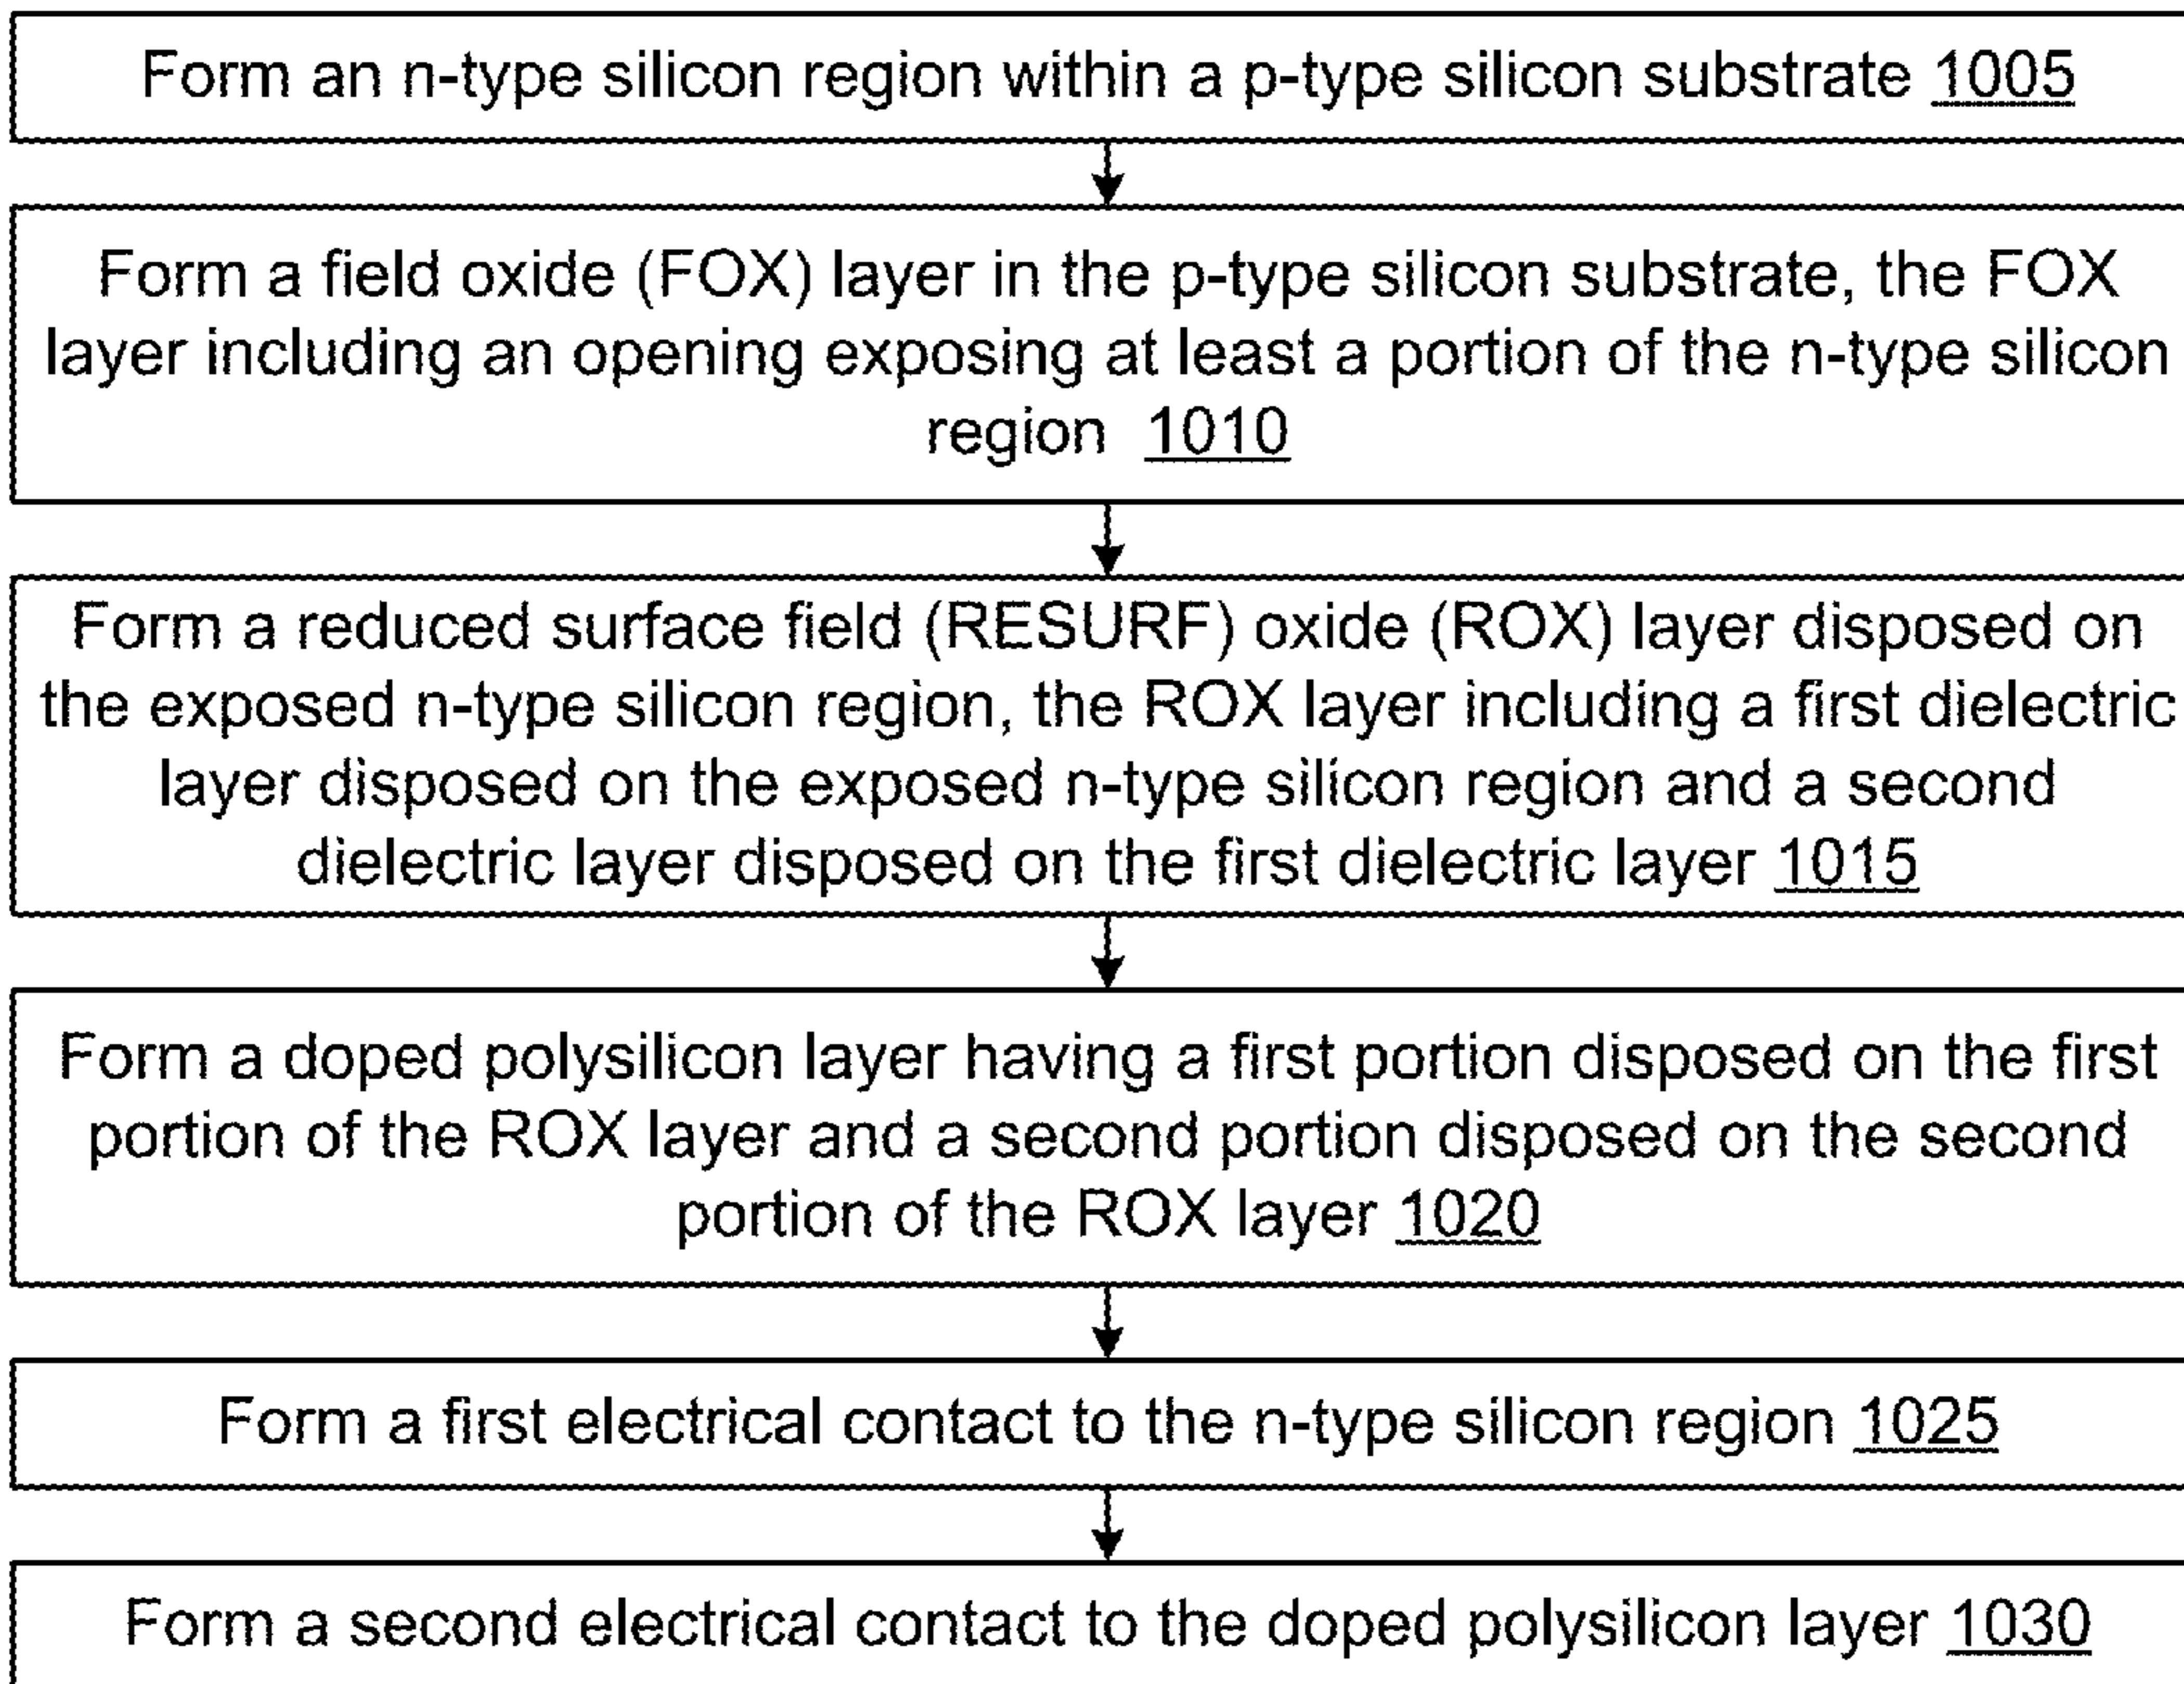 Form an n-type silicon region within a p-type silicon substrate 1005
Form a field oxide (FOX) layer in the p-type silicon substrate, the FOX
layer including an opening exposing at least a portion of the n-type silicon
region 1010
Form a reduced surface field (RESURF) oxide (ROX) layer disposed on
the exposed n-type silicon region, the ROX layer including a first dielectric
layer disposed on the exposed n-type silicon region and a second
dielectric layer disposed on the first dielectric layer 1015
Form a doped polysilicon layer having a first portion disposed on the first
portion of the ROX layer and a second portion disposed on the second
portion of the ROX layer 1020
Form a first electrical contact to the n-type silicon region 1025
Form a second electrical contact to the doped polysilicon layer 1030